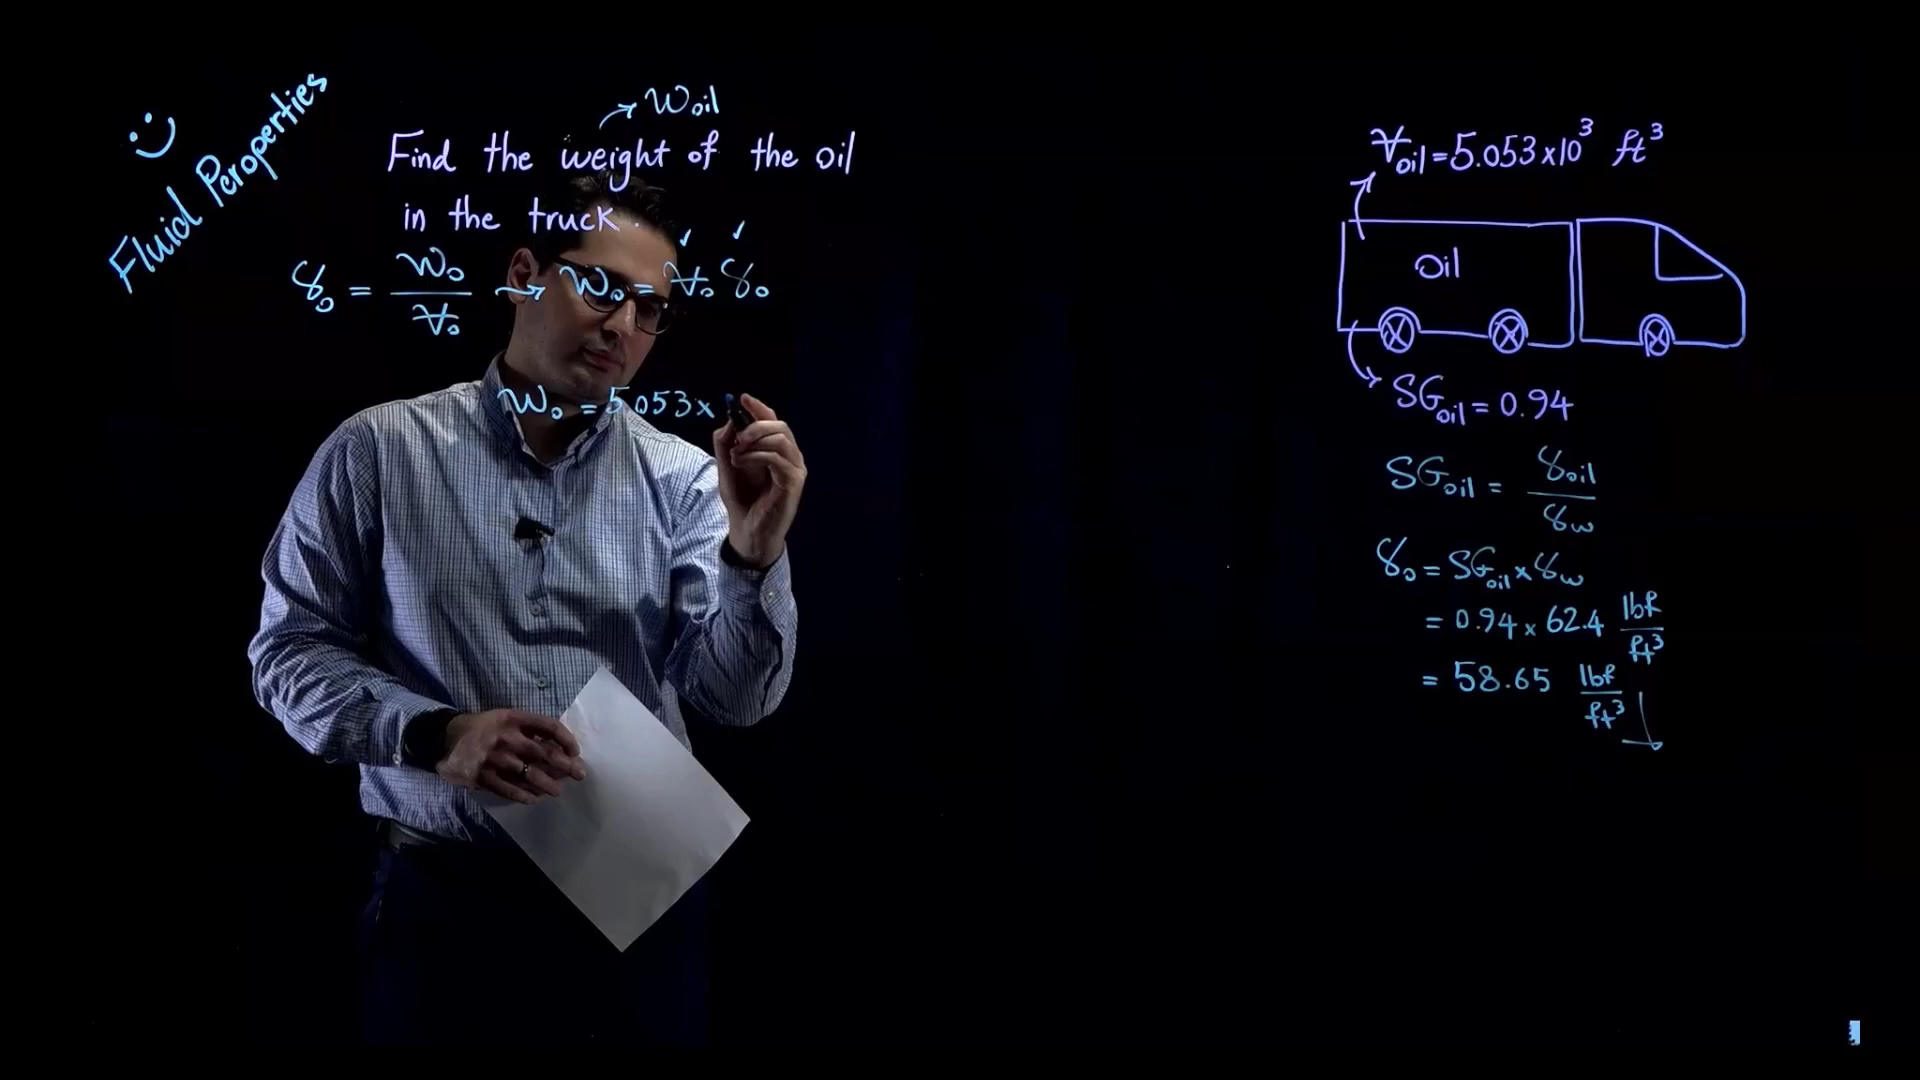 Fluid Peroperties
Woil
Find the weight of the oil
in the truck.
γo = Wo / V̶o → Wo = V̶o γo
Wo = 5.053 ×
V̶oil = 5.053 × 10³ ft³
Oil
SGoil = 0.94
SGoil = γoil / γw
γo = SGoil × γw
= 0.94 × 62.4 lbf / ft³
= 58.65 lbf / ft³